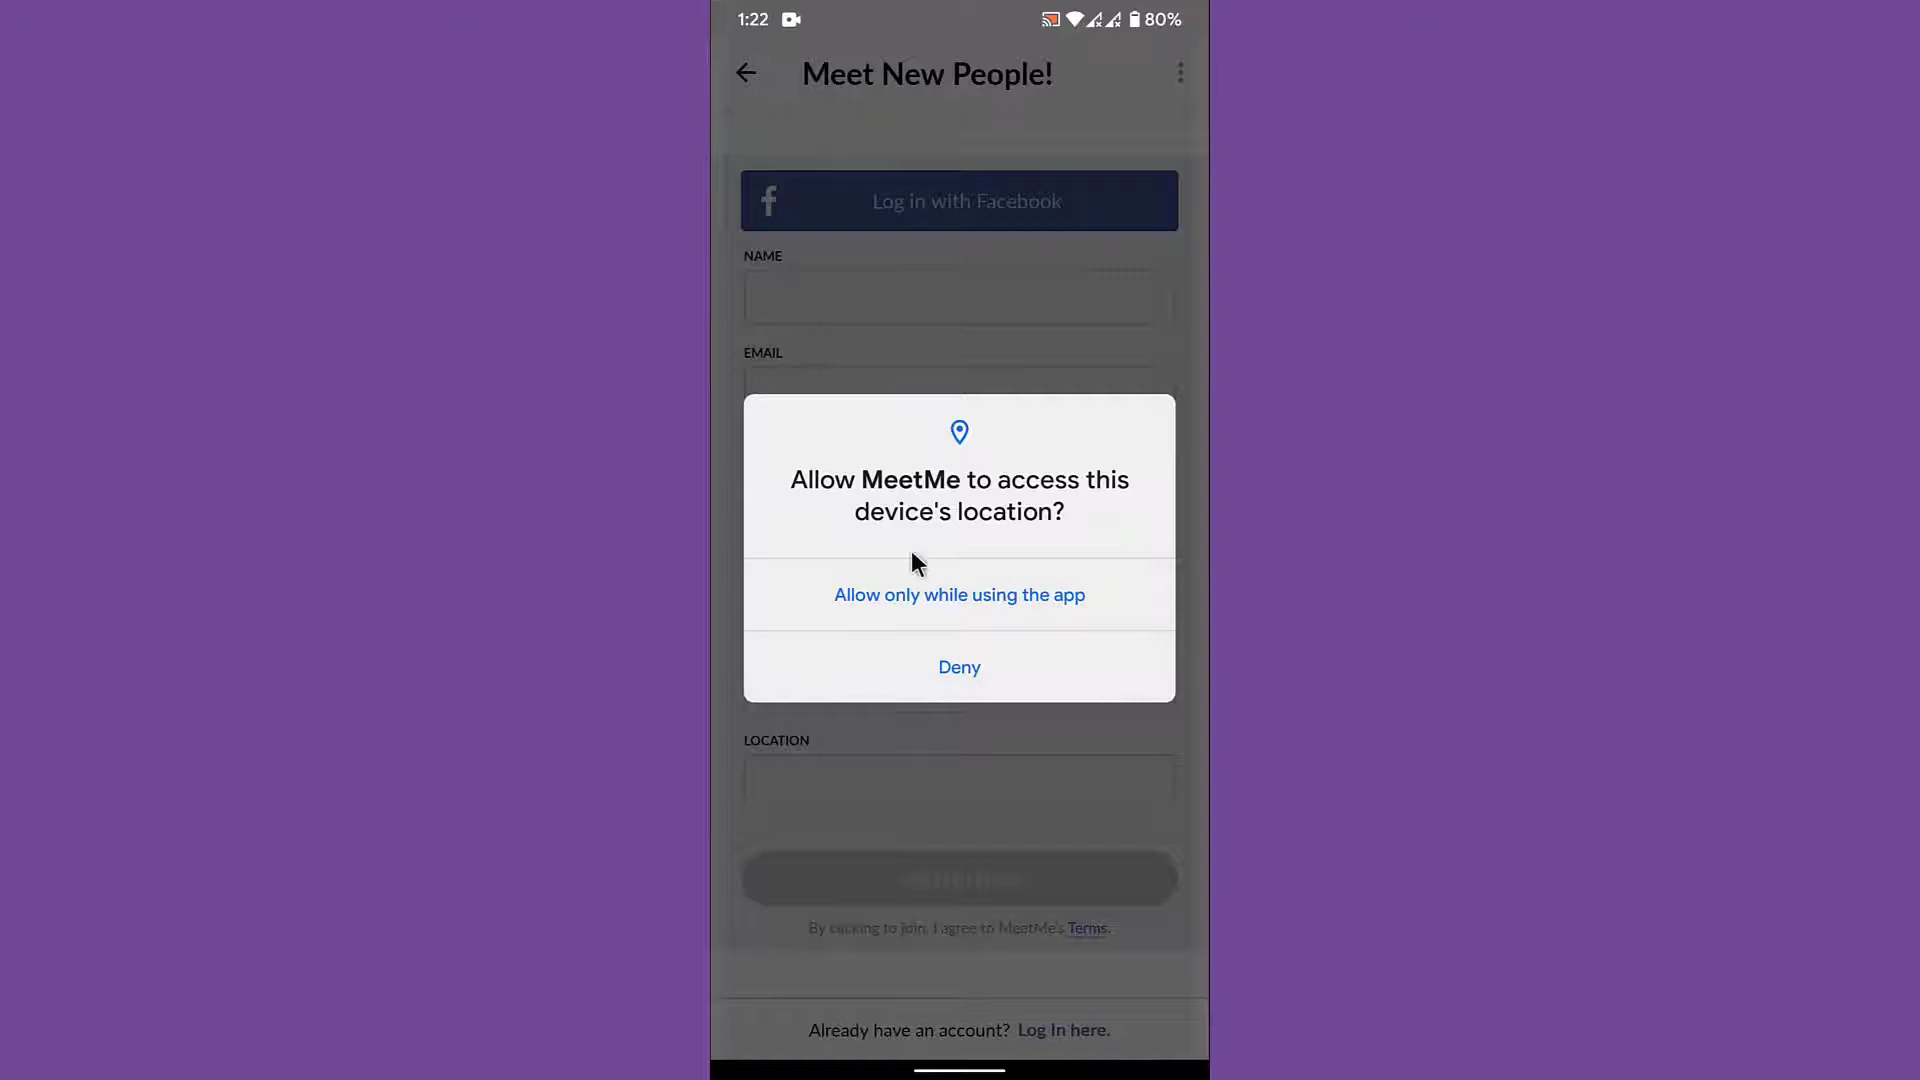 1:22
80%
Meet New People!
Log in with Facebook
NAME
EMAIL
Allow MeetMe to access this
device's location?
Allow only while using the app
Deny
LOCATION
By clicking to join, I agree to MeetMe's Terms.
Already have an account? Log In here.